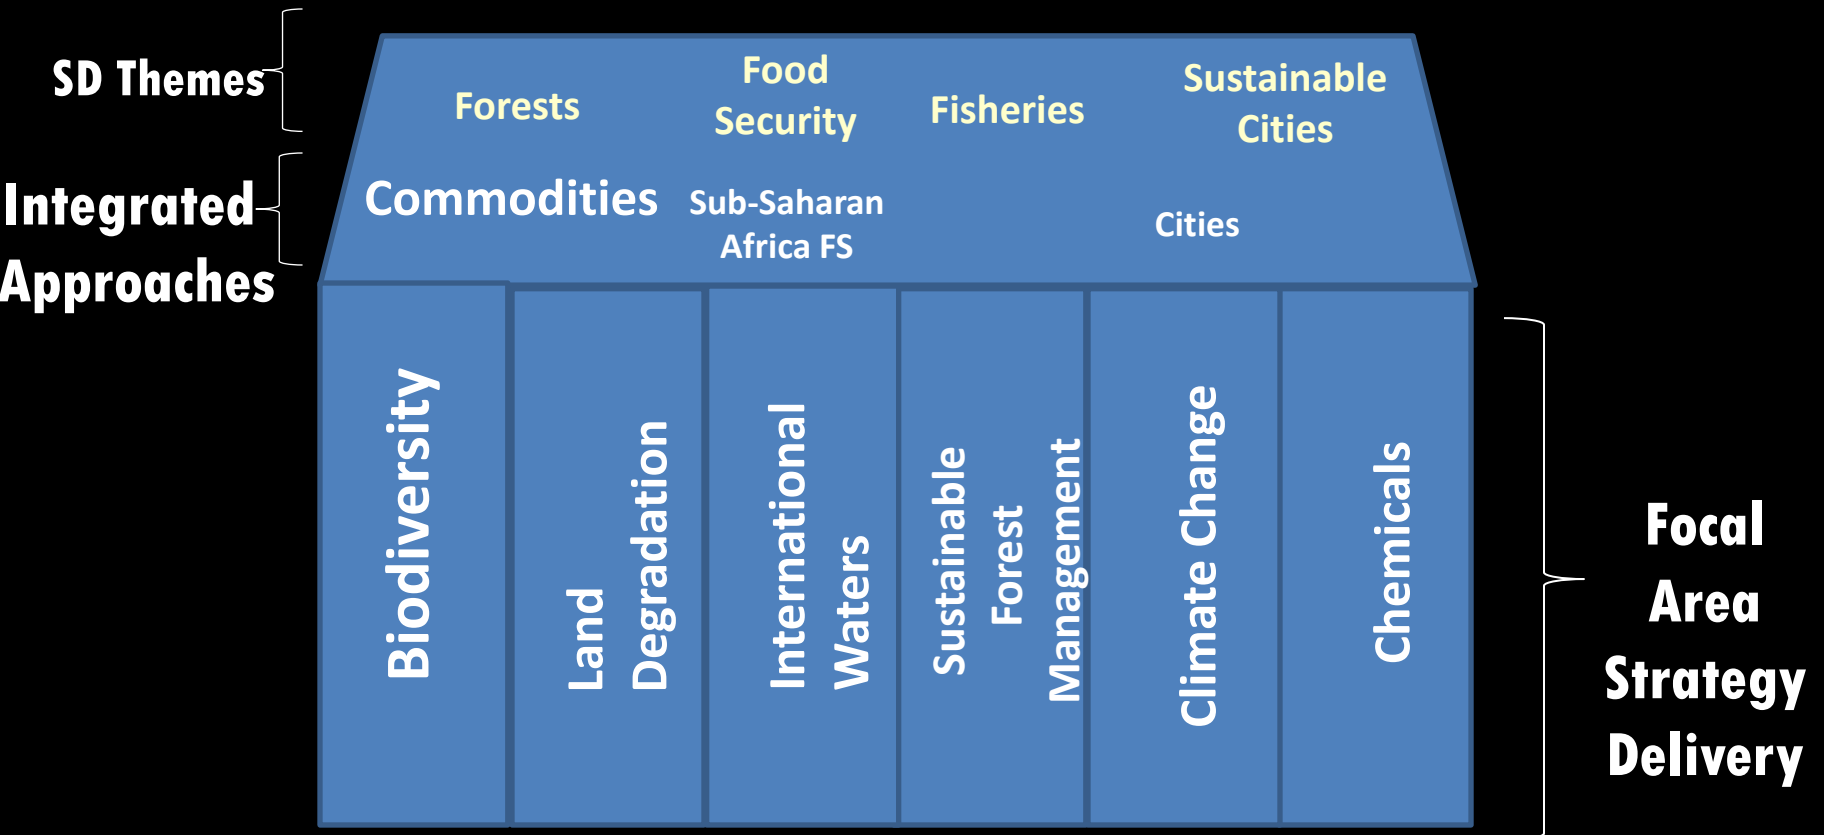 SD Themes
Forests
Food
Security
Fisheries
Sustainable
Cities
Integrated
Approaches
Commodities
Sub-Saharan
Africa FS
Cities
Biodiversity
Land
Degradation
International
Waters
Sustainable
Forest
Management
Climate Change
Chemicals
Focal
Area
Strategy
Delivery